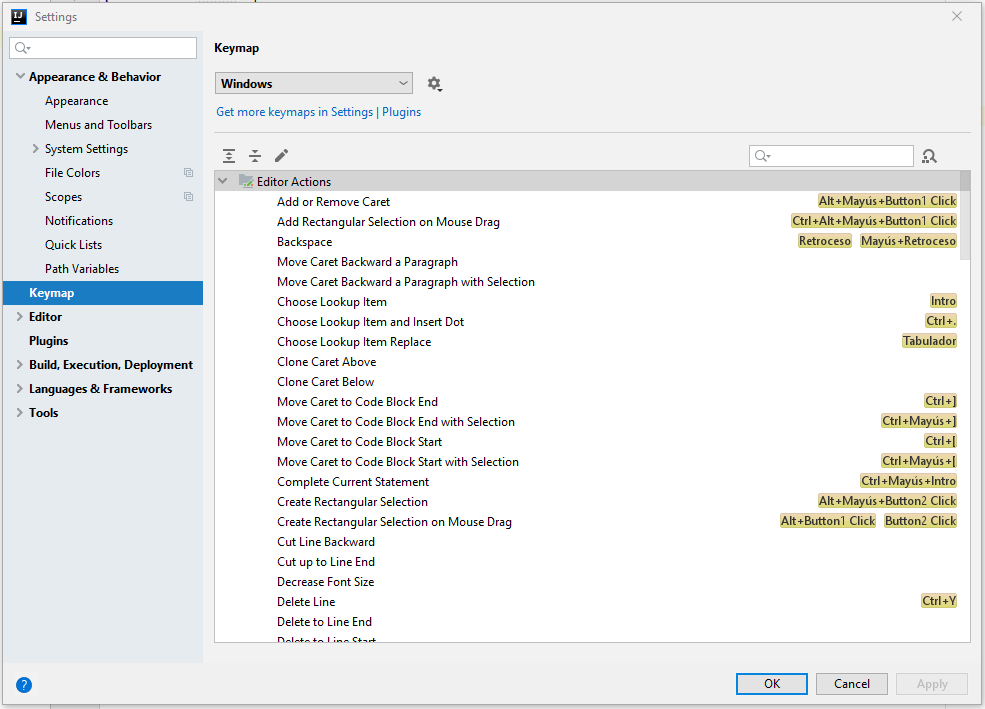 IJ Settings
Appearance & Behavior
Appearance
Menus and Toolbars
System Settings
File Colors
Scopes
Notifications
Quick Lists
Path Variables
Keymap
Editor
Plugins
Build, Execution, Deployment
Languages & Frameworks
Tools
Keymap
Windows
Get more keymaps in Settings | Plugins
Editor Actions
Add or Remove Caret Alt+Mayús+Button1 Click
Add Rectangular Selection on Mouse Drag Ctrl+Alt+Mayús+Button1 Click
Backspace Retroceso Mayús+Retroceso
Move Caret Backward a Paragraph
Move Caret Backward a Paragraph with Selection
Choose Lookup Item Intro
Choose Lookup Item and Insert Dot Ctrl+.
Choose Lookup Item Replace Tabulador
Clone Caret Above
Clone Caret Below
Move Caret to Code Block End Ctrl+]
Move Caret to Code Block End with Selection Ctrl+Mayús+]
Move Caret to Code Block Start Ctrl+[
Move Caret to Code Block Start with Selection Ctrl+Mayús+[
Complete Current Statement Ctrl+Mayús+Intro
Create Rectangular Selection Alt+Mayús+Button2 Click
Create Rectangular Selection on Mouse Drag Alt+Button1 Click Button2 Click
Cut Line Backward
Cut up to Line End
Decrease Font Size
Delete Line Ctrl+Y
Delete to Line End
Delete to Line Start
? OK Cancel Apply